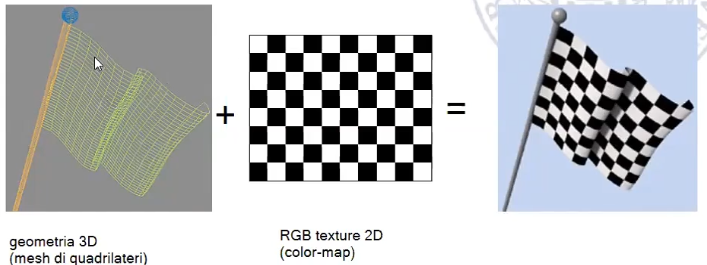 +
=
geometria 3D
(mesh di quadrilateri)
RGB texture 2D
(color-map)